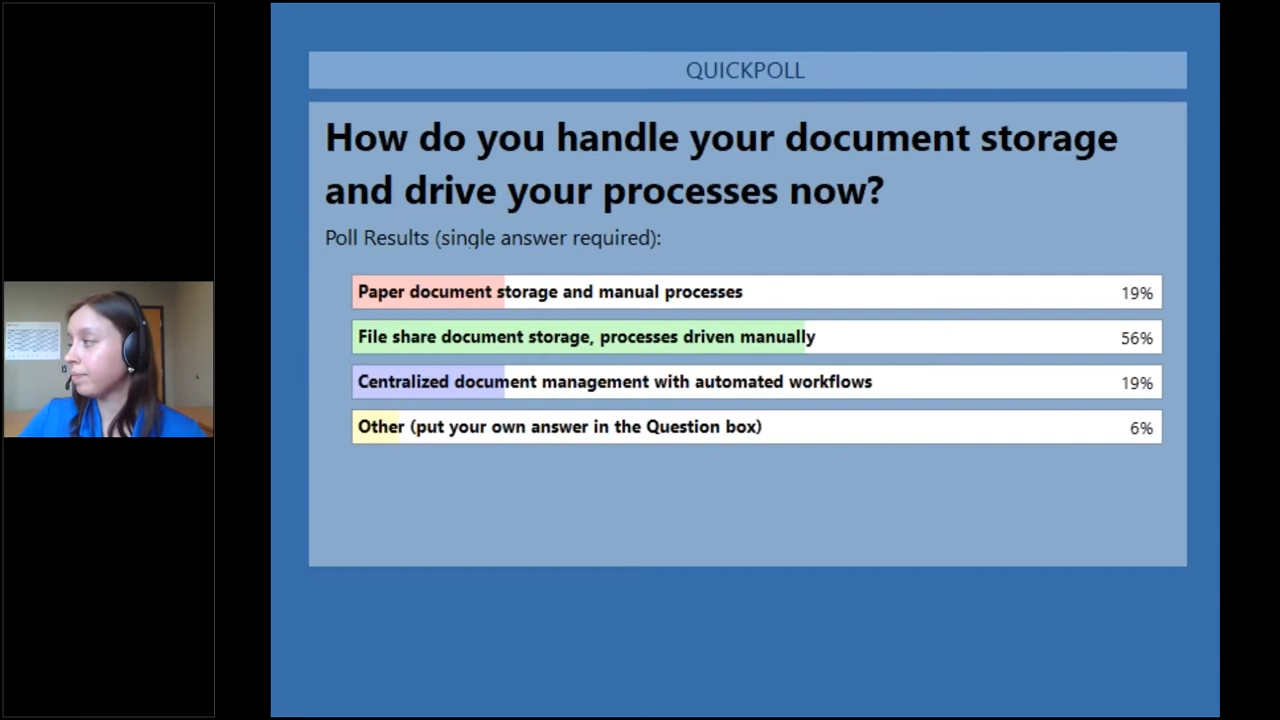 QUICKPOLL
How do you handle your document storage
and drive your processes now?
Poll Results (single answer required):
Paper document storage and manual processes 19%
File share document storage, processes driven manually 56%
Centralized document management with automated workflows 19%
Other (put your own answer in the Question box) 6%